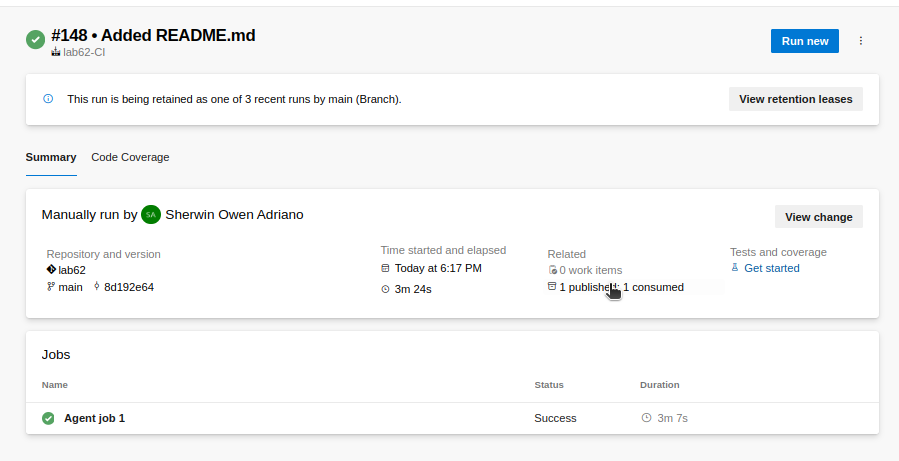 #148 • Added README.md
lab62-CI
Run new
This run is being retained as one of 3 recent runs by main (Branch).
View retention leases
Summary
Code Coverage
Manually run by SA Sherwin Owen Adriano
View change
Repository and version
lab62
main 8d192e64
Time started and elapsed
Today at 6:17 PM
3m 24s
Related
0 work items
1 published; 1 consumed
Tests and coverage
Get started
Jobs
Name Status Duration
Agent job 1 Success 3m 7s